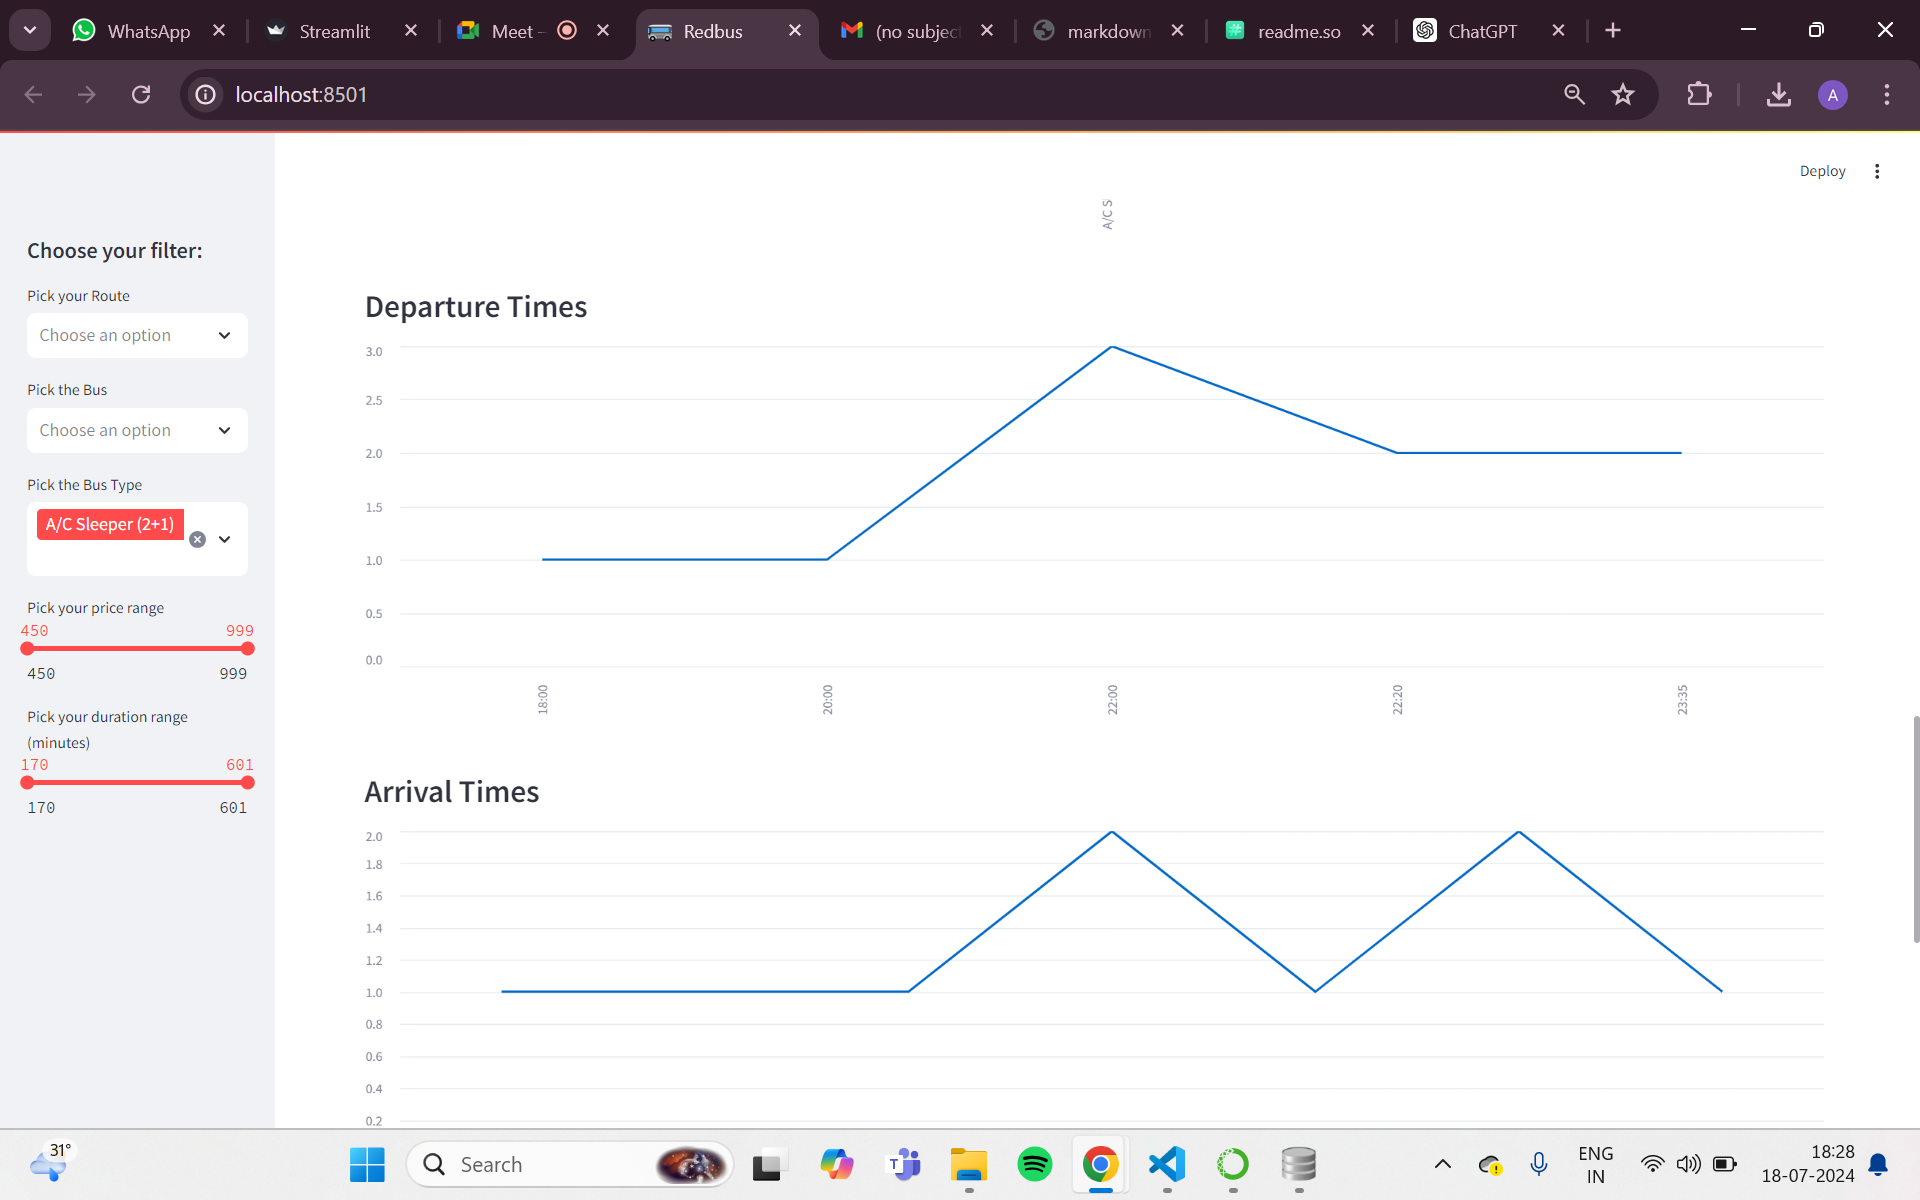 WhatsApp
Streamlit
Meet –
Redbus
(no subjec
markdown
readme.so
ChatGPT
localhost:8501
A
Deploy
Choose your filter:
Pick your Route
Choose an option
Pick the Bus
Choose an option
Pick the Bus Type
A/C Sleeper (2+1)
Pick your price range
450 999
450 999
Pick your duration range
(minutes)
170 601
170 601
A/C S
Departure Times
3.0
2.5
2.0
1.5
1.0
0.5
0.0
18:00
20:00
22:00
22:20
23:35
Arrival Times
2.0
1.8
1.6
1.4
1.2
1.0
0.8
0.6
0.4
0.2
31°
Search
ENG
IN
18:28
18-07-2024